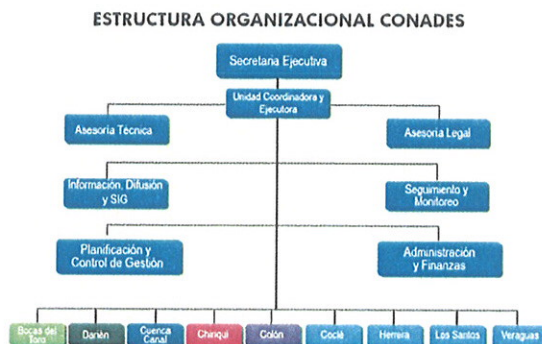 ESTRUCTURA ORGANIZACIONAL CONADES
Secretaria Ejecutiva
Unidad Coordinadora y
Ejecutora
Asesoría Técnica
Asesoría Legal
Información, Difusión
y SIG
Seguimiento y
Monitoreo
Planificación y
Control de Gestión
Administración
y Finanzas
Bocas del
Toro
Darién
Cuenca
Canal
Chiriquí
Colón
Coclé
Herrera
Los Santos
Veraguas